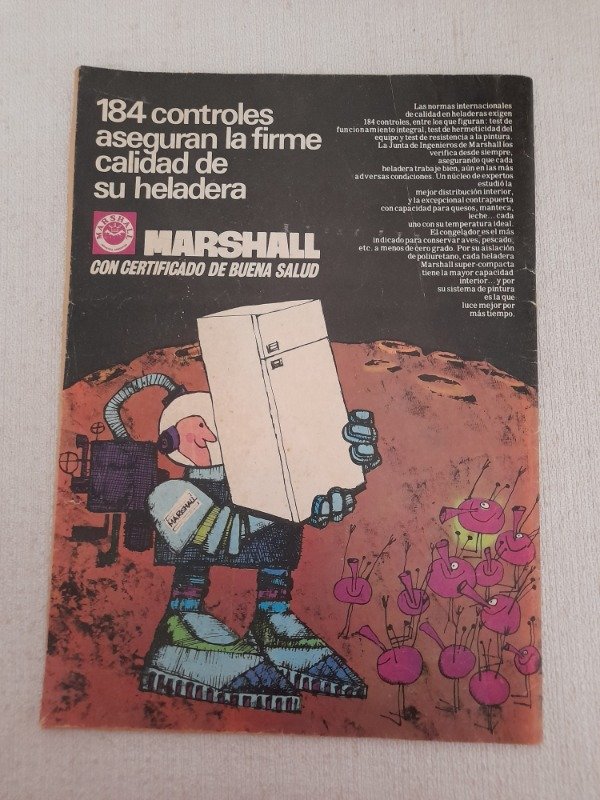 184 controles
aseguran la firme
calidad de
su heladera
MARSHALL
MARSHALL
CON CERTIFICADO DE BUENA SALUD
Las normas internacionales
de calidad en heladeras exigen
184 controles, entre los que figuran: test de
funcionamiento integral, test de hermeticidad del
equipo y test de resistencia a la pintura.
La Junta de Ingenieros de Marshall los
verifica desde siempre,
asegurando que cada
heladera trabaje bien, aún en las más
adversas condiciones. Un núcleo de expertos
estudió la
mejor distribución interior,
y la excepcional contrapuerta
con capacidad para quesos, manteca,
leche... cada
uno con su temperatura ideal.
El congelador es el más
indicado para conservar aves, pescado,
etc. a menos de cero grado. Por su aislación
de poliuretano, cada heladera
Marshall super-compacta
tiene la mayor capacidad
interior... y por
su sistema de pintura
es la que
luce mejor por
más tiempo.
MARSHALL